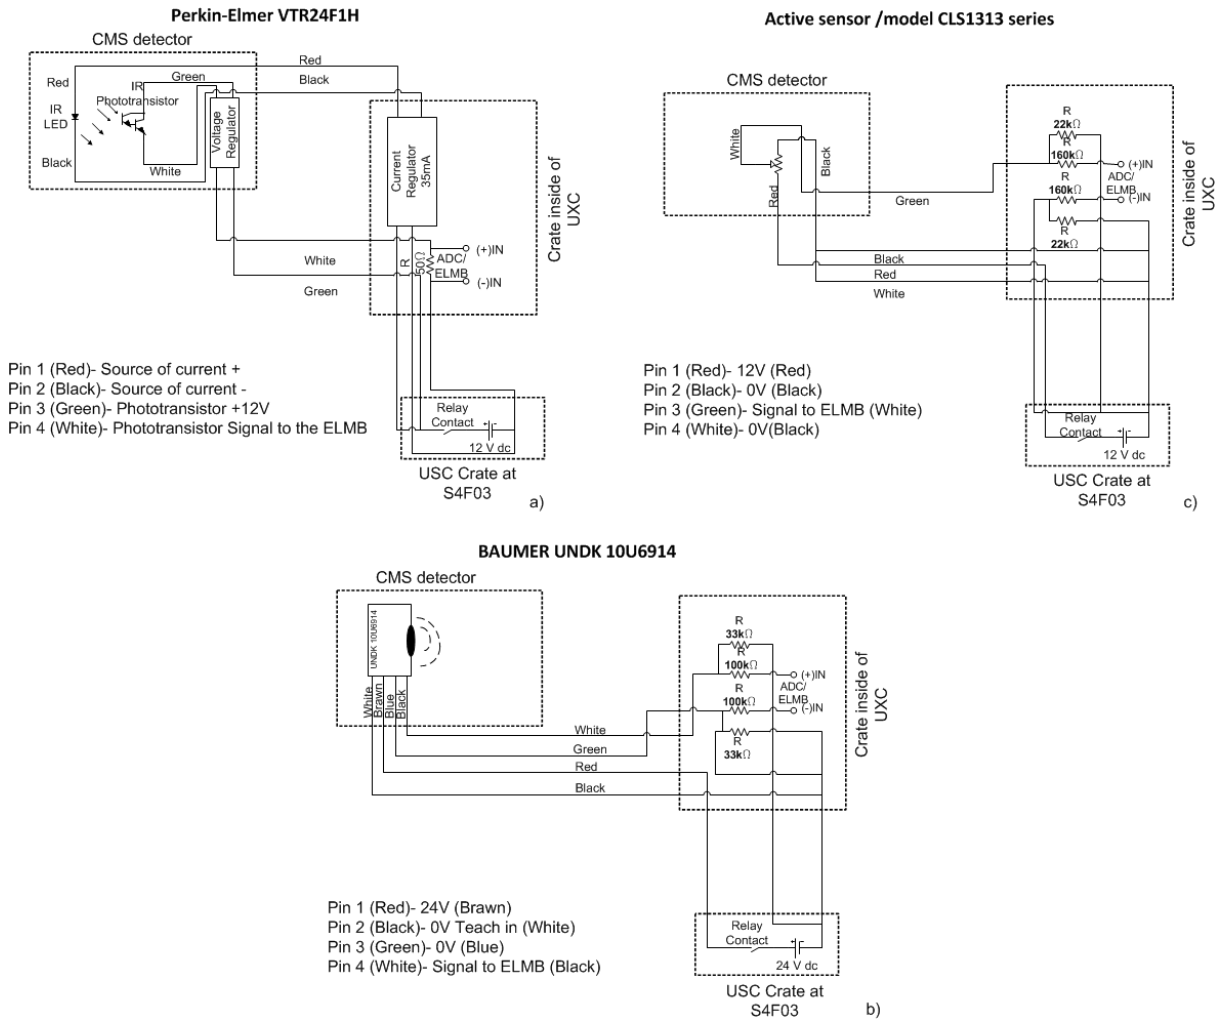 Perkin-Elmer VTR24F1H
CMS detector
Red
Black
Red
IR
LED
Black
IR
Phototransistor
Green
White
Voltage
Regulator
Current
Regulator
35mA
Crate inside of
UXC
White
Green
R
50Ω
(+)IN
ADC/
ELMB
(-)IN
Relay
Contact
+ -
12 V dc
USC Crate at
S4F03
a)
Pin 1 (Red)- Source of current +
Pin 2 (Black)- Source of current -
Pin 3 (Green)- Phototransistor +12V
Pin 4 (White)- Phototransistor Signal to the ELMB
Active sensor /model CLS1313 series
CMS detector
White
Black
Red
Green
Black
Red
White
R
22kΩ
R
160kΩ
R
160kΩ
R
22kΩ
(+)IN
ADC/
ELMB
(-)IN
Crate inside of
UXC
Relay
Contact
+ -
12 V dc
USC Crate at
S4F03
c)
Pin 1 (Red)- 12V (Red)
Pin 2 (Black)- 0V (Black)
Pin 3 (Green)- Signal to ELMB (White)
Pin 4 (White)- 0V(Black)
BAUMER UNDK 10U6914
CMS detector
UNDK 10U6914
White
Brawn
Blue
Black
White
Green
Red
Black
R
33kΩ
R
100kΩ
R
100kΩ
R
33kΩ
(+)IN
ADC/
ELMB
(-)IN
Crate inside of
UXC
Relay
Contact
+ -
24 V dc
USC Crate at
S4F03
b)
Pin 1 (Red)- 24V (Brawn)
Pin 2 (Black)- 0V Teach in (White)
Pin 3 (Green)- 0V (Blue)
Pin 4 (White)- Signal to ELMB (Black)